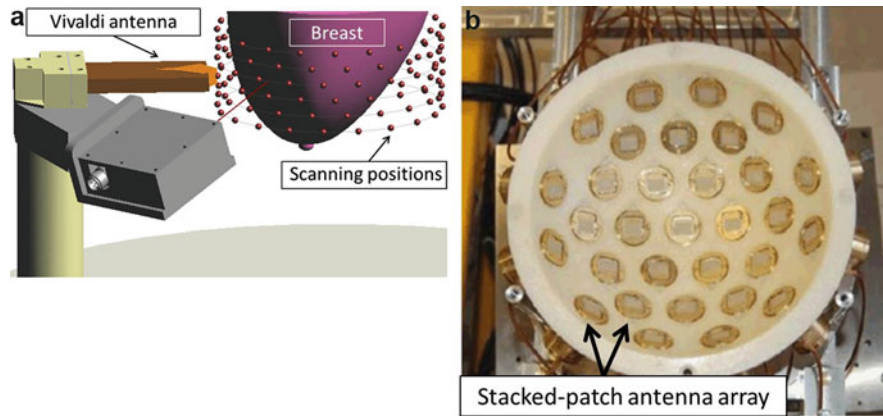 a
Vivaldi antenna
Breast
Scanning positions
b
Stacked-patch antenna array